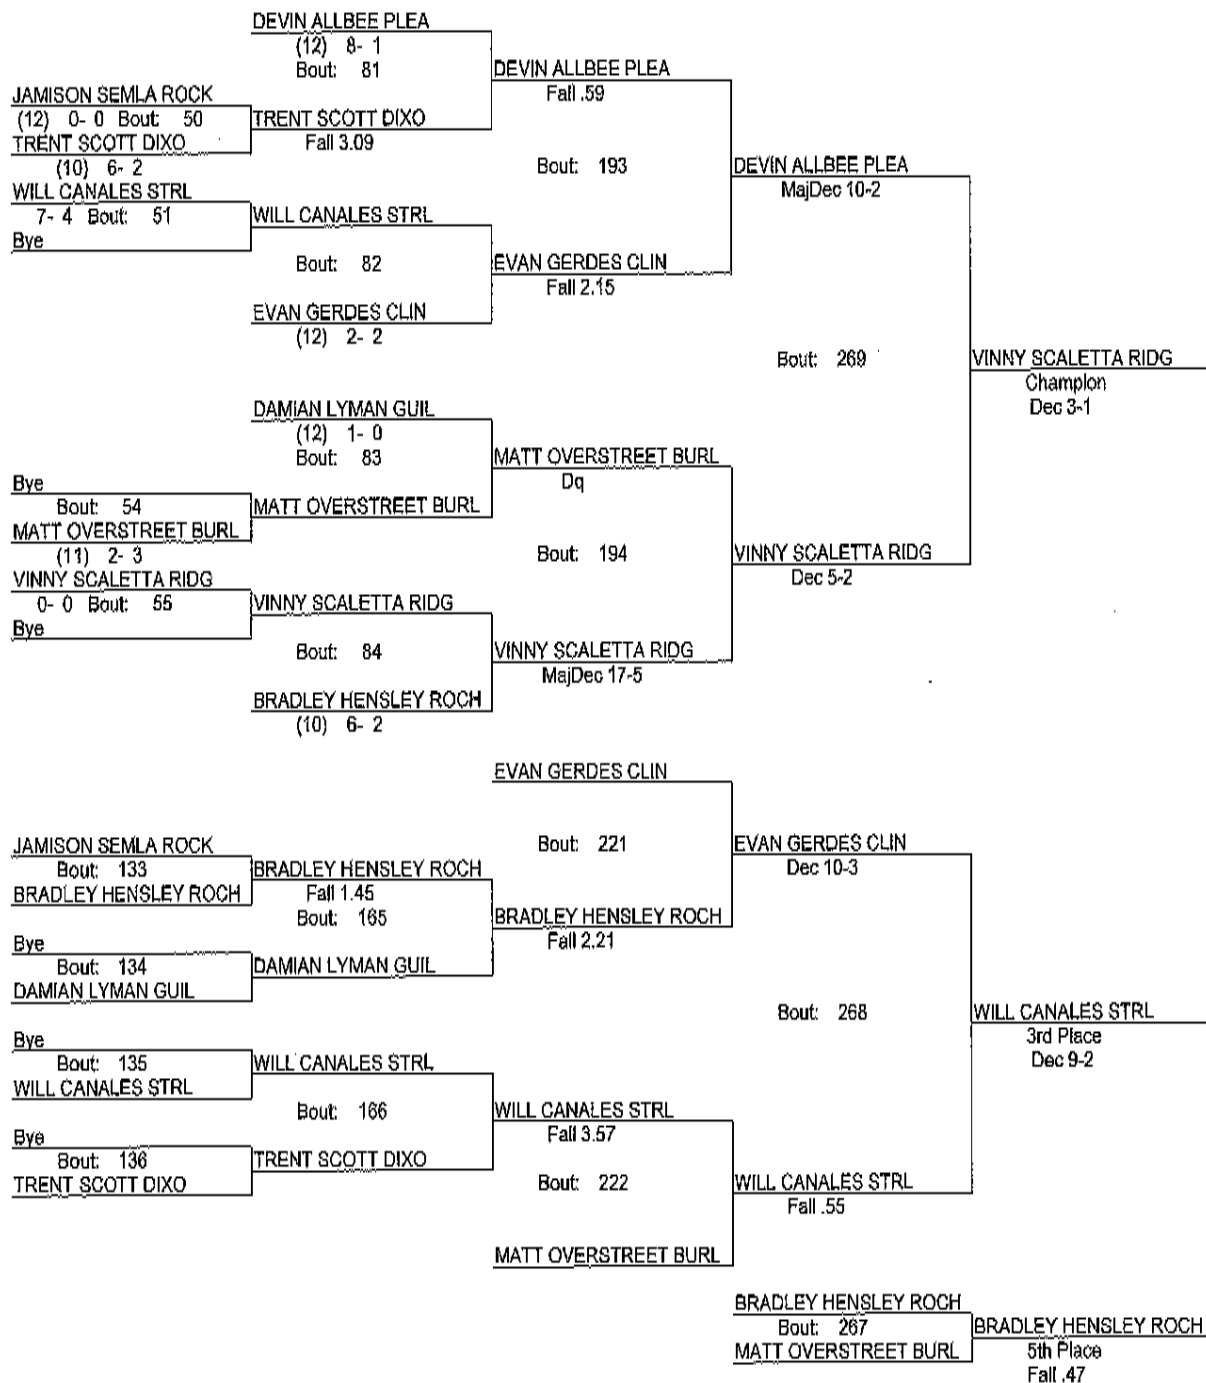 DEVIN ALLBEE PLEA
(12) 8- 1
Bout: 81
DEVIN ALLBEE PLEA
Fall .59
JAMISON SEMLA ROCK
(12) 0- 0 Bout: 50
TRENT SCOTT DIXO
TRENT SCOTT DIXO
Fall 3.09
(10) 6- 2
Bout: 193
DEVIN ALLBEE PLEA
MajDec 10-2
WILL CANALES STRL
7- 4 Bout: 51
WILL CANALES STRL
Bye
Bout: 82
EVAN GERDES CLIN
Fall 2.15
EVAN GERDES CLIN
(12) 2- 2
Bout: 269
VINNY SCALETTA RIDG
Champion
Dec 3-1
DAMIAN LYMAN GUIL
(12) 1- 0
Bout: 83
MATT OVERSTREET BURL
Dq
Bye
Bout: 54
MATT OVERSTREET BURL
MATT OVERSTREET BURL
(11) 2- 3
Bout: 194
VINNY SCALETTA RIDG
Dec 5-2
VINNY SCALETTA RIDG
0- 0 Bout: 55
VINNY SCALETTA RIDG
Bye
Bout: 84
VINNY SCALETTA RIDG
MajDec 17-5
BRADLEY HENSLEY ROCH
(10) 6- 2
EVAN GERDES CLIN
Bout: 221
EVAN GERDES CLIN
Dec 10-3
JAMISON SEMLA ROCK
Bout: 133
BRADLEY HENSLEY ROCH
BRADLEY HENSLEY ROCH
Fall 1.45
Bout: 165
BRADLEY HENSLEY ROCH
Fall 2.21
Bye
Bout: 134
DAMIAN LYMAN GUIL
DAMIAN LYMAN GUIL
Bout: 268
WILL CANALES STRL
3rd Place
Dec 9-2
Bye
Bout: 135
WILL CANALES STRL
WILL CANALES STRL
Bout: 166
WILL CANALES STRL
Fall 3.57
Bye
Bout: 136
TRENT SCOTT DIXO
TRENT SCOTT DIXO
Bout: 222
WILL CANALES STRL
Fall .55
MATT OVERSTREET BURL
BRADLEY HENSLEY ROCH
Bout: 267
BRADLEY HENSLEY ROCH
MATT OVERSTREET BURL
5th Place
Fall .47